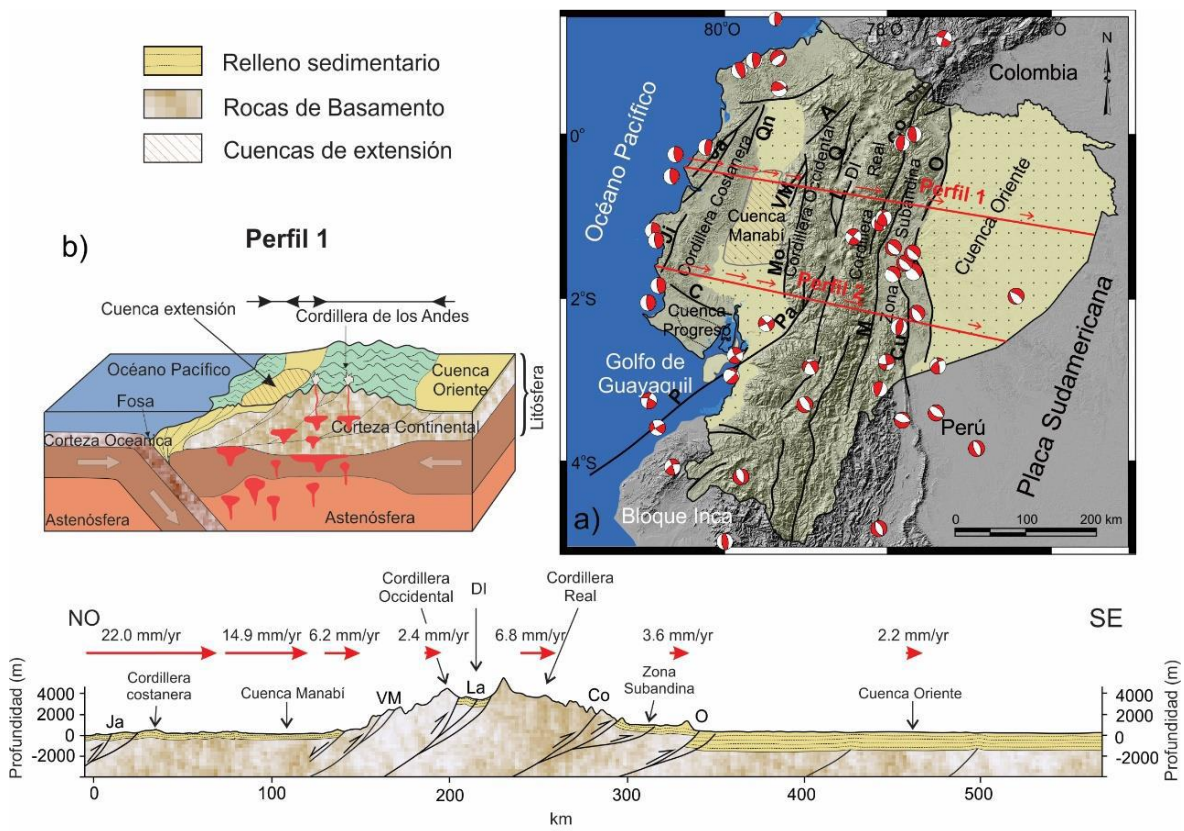 Relleno sedimentario
Rocas de Basamento
Cuencas de extensión
b)
Perfil 1
Cuenca extensión
Cordillera de los Andes
Océano Pacífico
Cuenca
Oriente
Fosa
Corteza Oceánica
Corteza Continental
Litósfera
Astenósfera
Astenósfera
80°O
78°O
76°O
N
Colombia
Océano Pacífico
0°
2°S
4°S
Ja
Qn
A
Q
Co
O
VM
DI
La
Ji
Mo
Pa
C
M
Cu
P
Cordillera Costanera
Cordillera Occidental
Cordillera
Real
Zona
Subandina
Cuenca
Manabí
Cuenca
Progreso
Cuenca Oriente
Perfil 1
Perfil 2
Golfo de
Guayaquil
Perú
Placa Sudamericana
Bloque Inca
a)
0 100 200 km
NO
SE
22.0 mm/yr
14.9 mm/yr
6.2 mm/yr
2.4 mm/yr
6.8 mm/yr
3.6 mm/yr
2.2 mm/yr
Cordillera
Occidental
DI
Cordillera
Real
Cordillera
costanera
Cuenca Manabí
Zona
Subandina
Cuenca Oriente
Ja
VM
La
Co
O
Profundidad (m)
4000
2000
0
-2000
4000
2000
0
-2000
Profundidad (m)
0 100 200 300 400 500
km